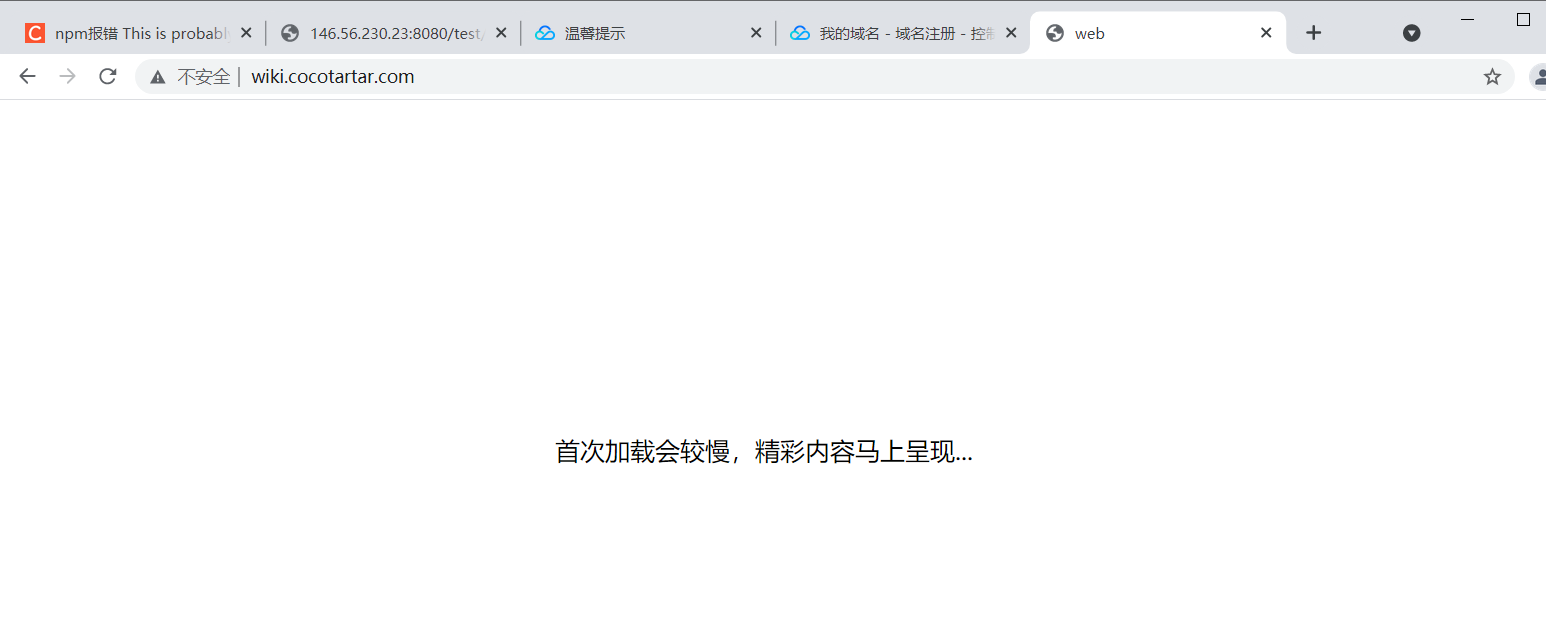 npm报错 This is probably
146.56.230.23:8080/test/
温馨提示
我的域名 - 域名注册 - 控制
web
不安全 | wiki.cocotartar.com
首次加载会较慢，精彩内容马上呈现...